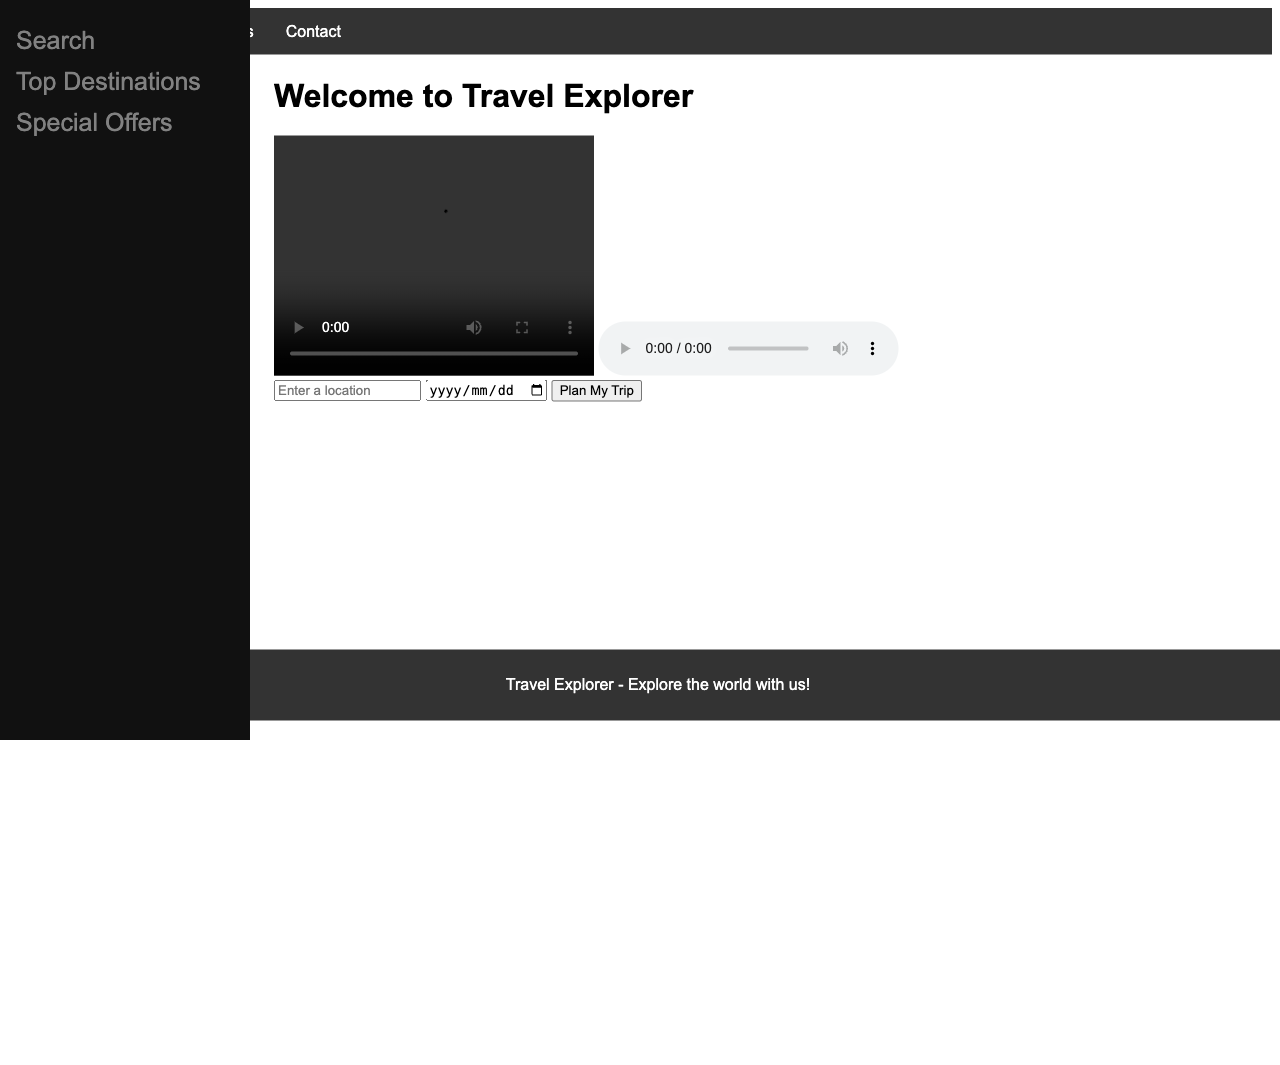 Search
Top Destinations
Special Offers
Contact
Welcome to Travel Explorer
0:00
0:00 / 0:00
Enter a location yyyy/mm/dd Plan My Trip
Travel Explorer - Explore the world with us!